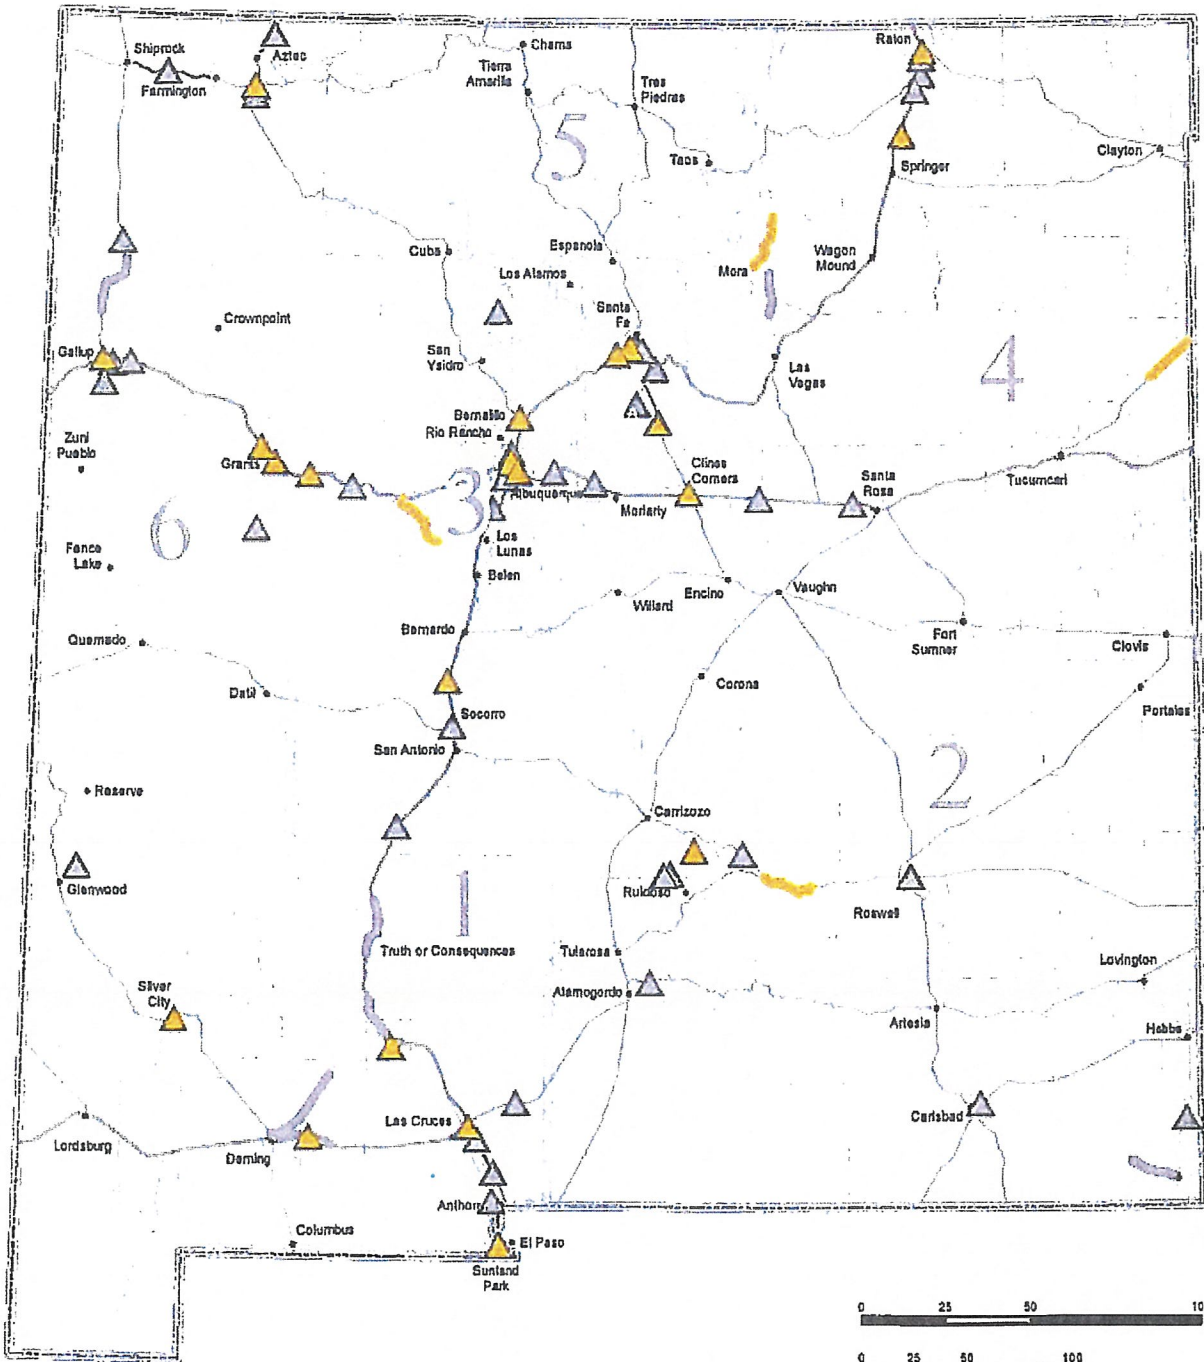 Shiprock
Farmington
Aztec
Chama
Tierra
Amarilla
Tres
Piedras
Raton
Clayton
5
Taos
Springer
Cuba
Espanola
Los Alamos
Mora
Wagon
Mound
Crownpoint
Santa
Fe
Gallup
San
Ysidro
Las
Vegas
4
Bernalillo
Rio Rancho
Zuni
Pueblo
Grants
3
Albuquerque
Moriarty
Clines
Corners
Santa
Rosa
Tucumcari
6
Los
Lunas
Fence
Lake
Belen
Willard
Encino
Vaughn
Quemado
Bernardo
Fort
Sumner
Clovis
Datil
Corona
Portales
Socorro
San Antonio
2
Reserve
Carrizozo
Glenwood
1
Ruidoso
Roswell
Truth or Consequences
Tularosa
Lovington
Silver
City
Alamogordo
Artesia
Hobbs
Las Cruces
Carlsbad
Lordsburg
Deming
Anthony
Columbus
El Paso
Sunland
Park
0 25 50 10
0 25 50 100